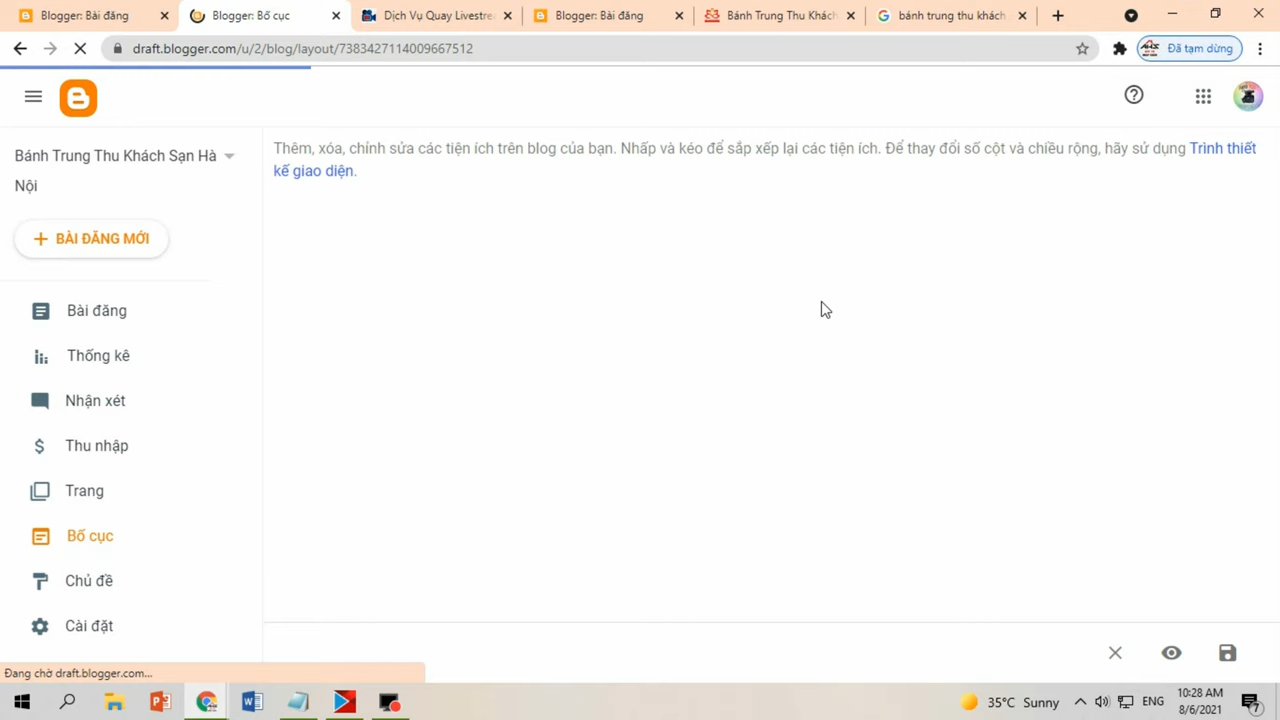 Blogger: Bài đăng
Blogger: Bố cục
Dịch Vụ Quay Livestre
Blogger: Bài đăng
Bánh Trung Thu Khách
bánh trung thu khách
draft.blogger.com/u/2/blog/layout/7383427114009667512
Đã tạm dừng
Bánh Trung Thu Khách Sạn Hà
Nội
Thêm, xóa, chỉnh sửa các tiện ích trên blog của bạn. Nhấp và kéo để sắp xếp lại các tiện ích. Để thay đổi số cột và chiều rộng, hãy sử dụng Trình thiết
kế giao diện.
BÀI ĐĂNG MỚI
Bài đăng
Thống kê
Nhận xét
Thu nhập
Trang
Bố cục
Chủ đề
Cài đặt
Đang chờ draft.blogger.com...
35°C Sunny
ENG
10:28 AM
8/6/2021
7